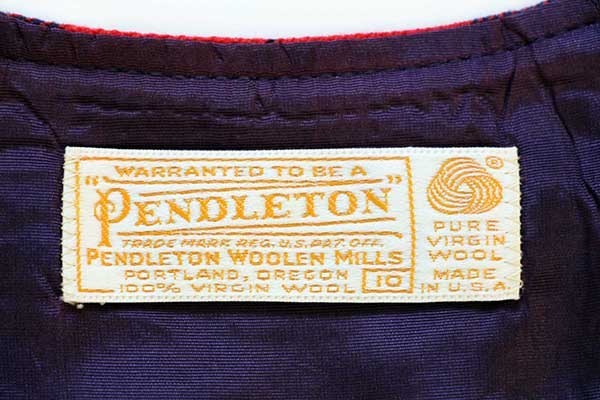 WARRANTED TO BE A
"PENDLETON"
TRADE MARK REG. U.S. PAT. OFF.
PENDLETON WOOLEN MILLS
PORTLAND, OREGON
100% VIRGIN WOOL
10
®
PURE
VIRGIN
WOOL
MADE
IN U.S.A.